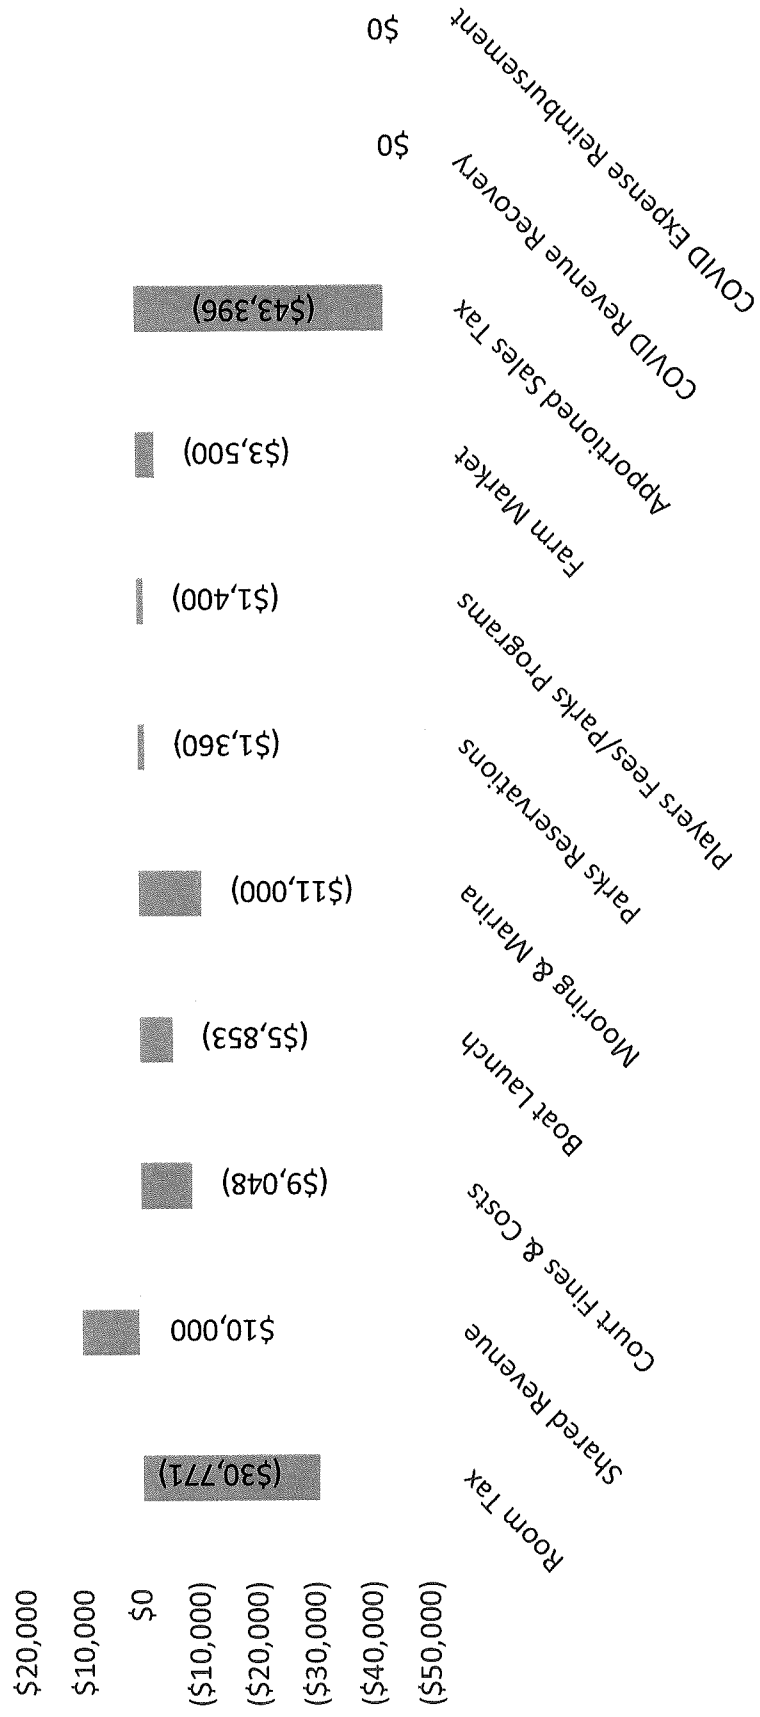 $20,000
$10,000
$0
($10,000)
($20,000)
($30,000)
($40,000)
($50,000)
($30,771)
$10,000
($9,048)
($5,853)
($11,000)
($1,360)
($1,400)
($3,500)
($43,396)
$0
$0
Room Tax
Shared Revenue
Court Fines & Costs
Boat Launch
Mooring & Marina
Parks Reservations
Players Fees/Parks Programs
Farm Market
Apportioned Sales Tax
COVID Revenue Recovery
COVID Expense Reimbursement